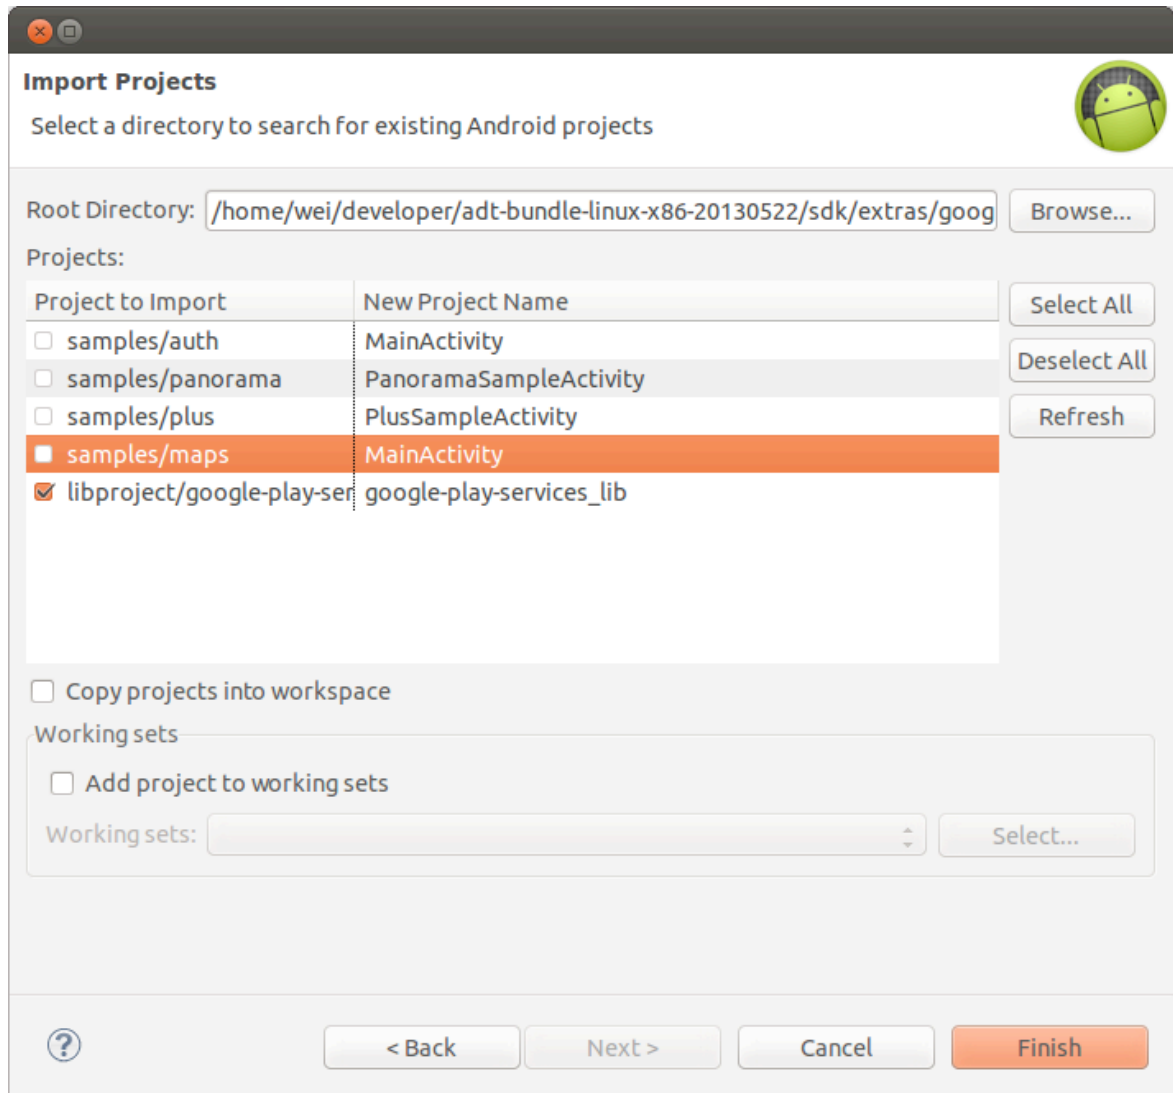 Import Projects
Select a directory to search for existing Android projects
Root Directory: /home/wei/developer/adt-bundle-linux-x86-20130522/sdk/extras/goog Browse...
Projects:
Project to Import New Project Name Select All
samples/auth MainActivity
samples/panorama PanoramaSampleActivity Deselect All
samples/plus PlusSampleActivity Refresh
samples/maps MainActivity
libproject/google-play-ser google-play-services_lib
Copy projects into workspace
Working sets
Add project to working sets
Working sets: Select...
? < Back Next > Cancel Finish